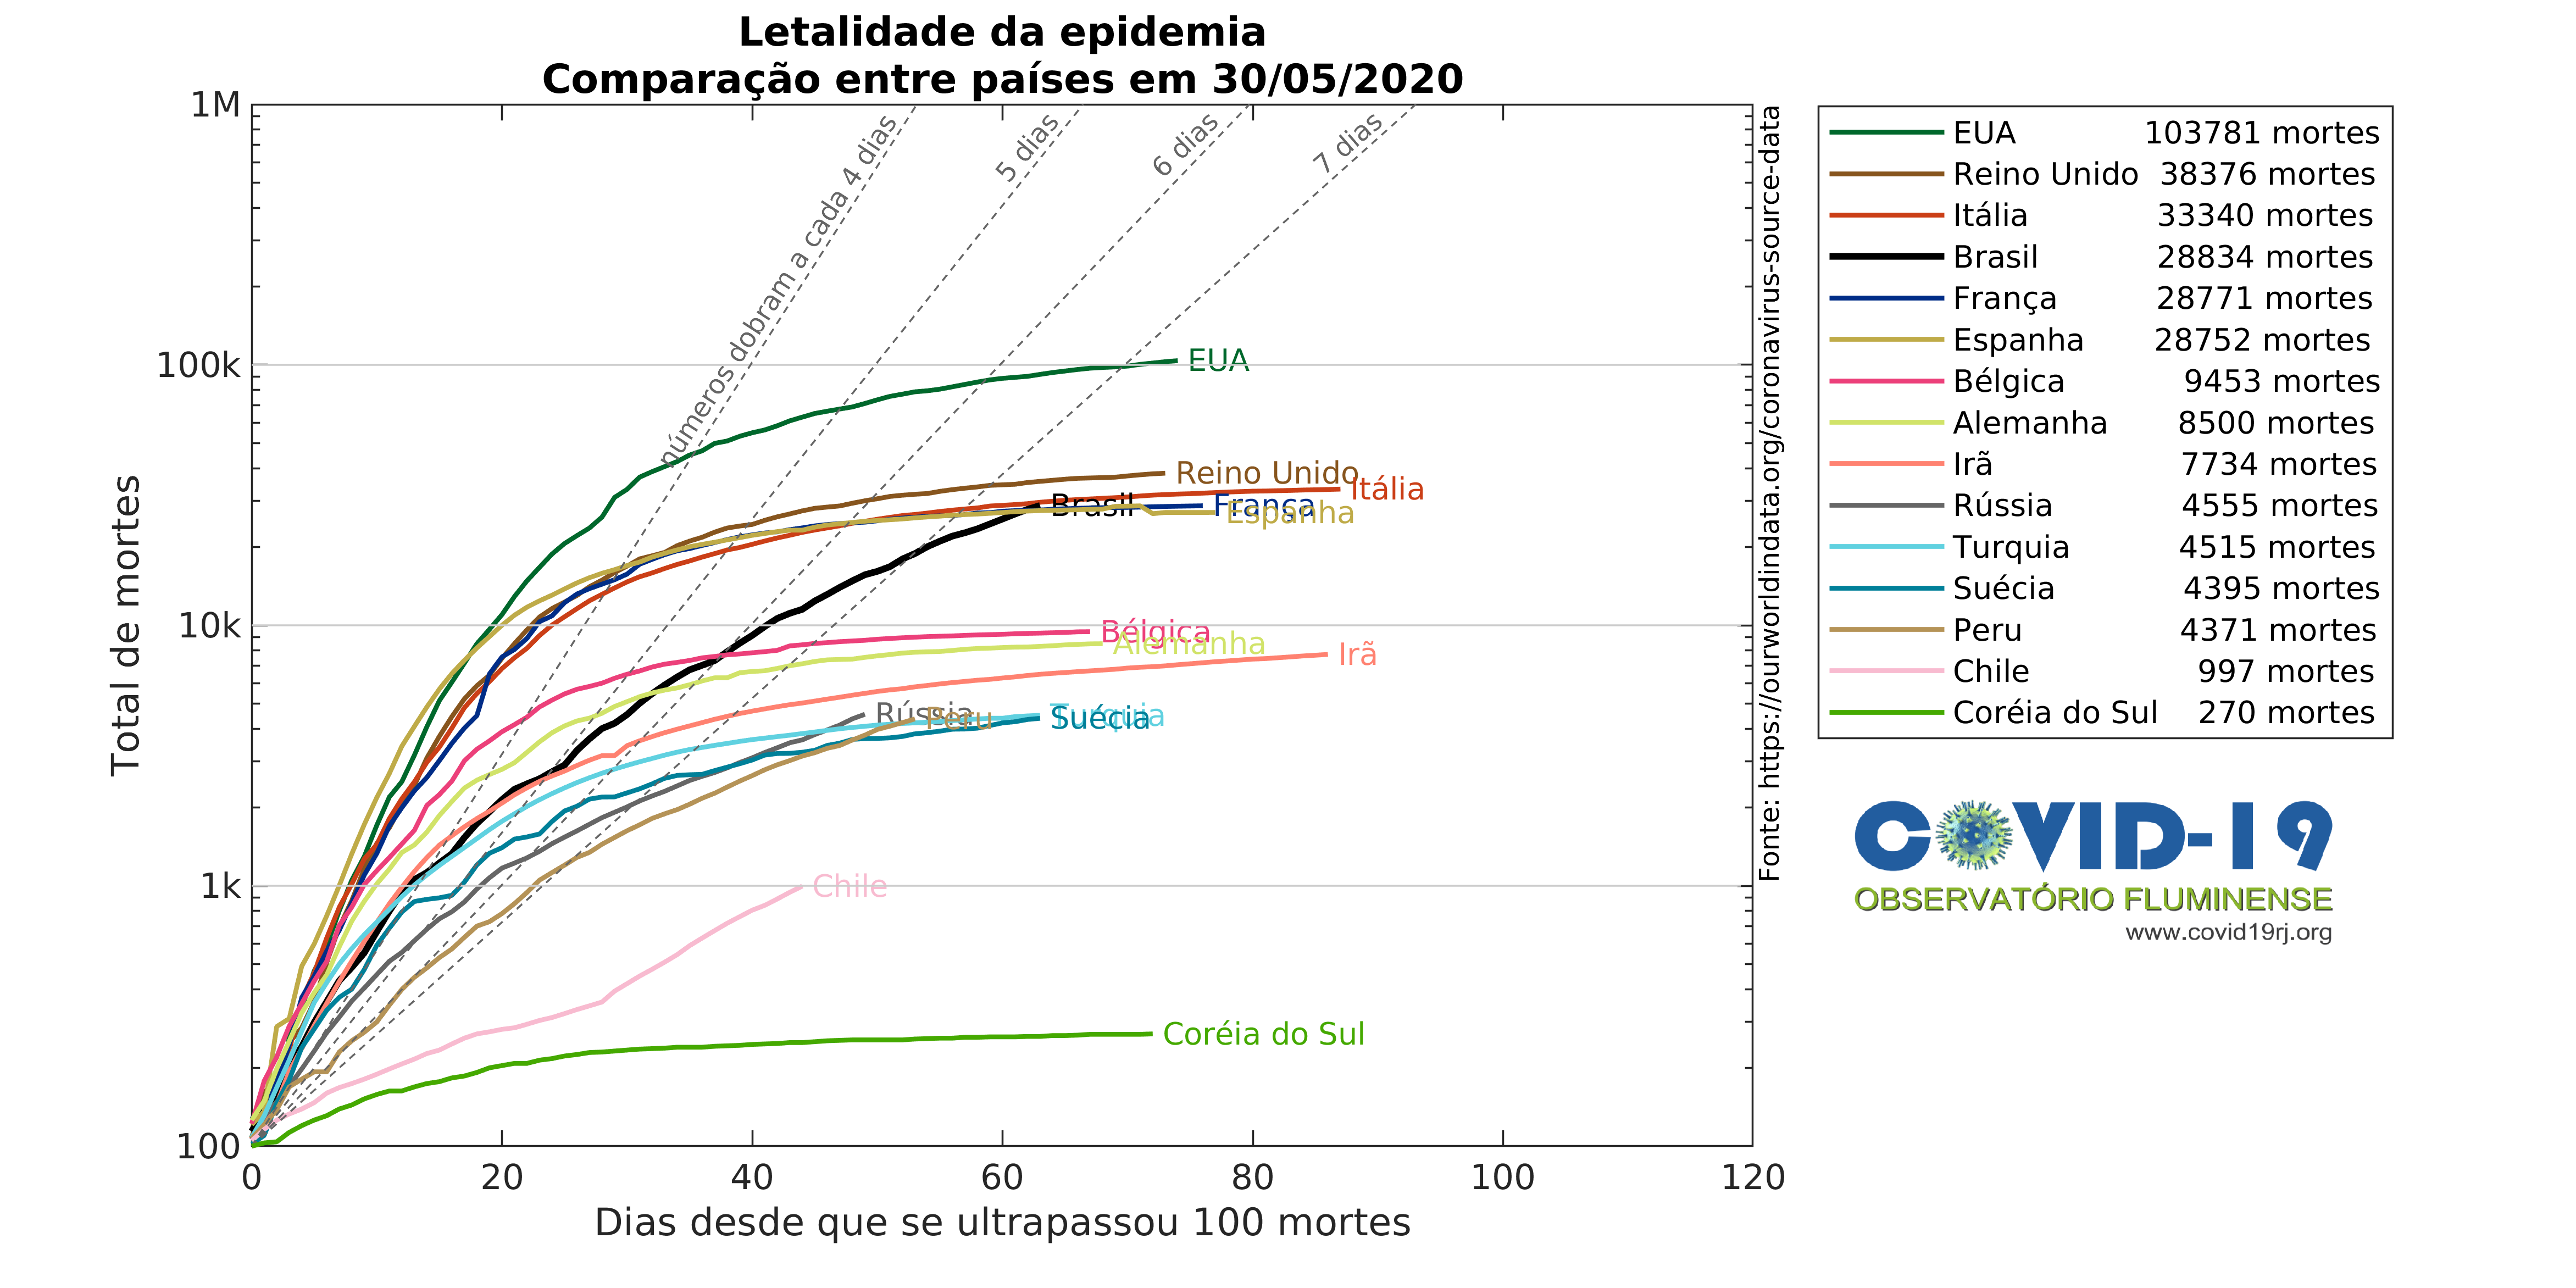 Letalidade da epidemia
Comparação entre países em 30/05/2020
1M
100k
10k
1k
100
Total de mortes
0 20 40 60 80 100 120
Dias desde que se ultrapassou 100 mortes
números dobram a cada 4 dias
5 dias
6 dias
7 dias
EUA
Reino Unido
Itália
Brasil
França
Espanha
Bélgica
Alemanha
Irã
Rússia
Peru
Turquia
Suécia
Chile
Coréia do Sul
Fonte: https://ourworldindata.org/coronavirus-source-data
EUA 103781 mortes
Reino Unido 38376 mortes
Itália 33340 mortes
Brasil 28834 mortes
França 28771 mortes
Espanha 28752 mortes
Bélgica 9453 mortes
Alemanha 8500 mortes
Irã 7734 mortes
Rússia 4555 mortes
Turquia 4515 mortes
Suécia 4395 mortes
Peru 4371 mortes
Chile 997 mortes
Coréia do Sul 270 mortes
COVID-19
OBSERVATÓRIO FLUMINENSE
www.covid19rj.org